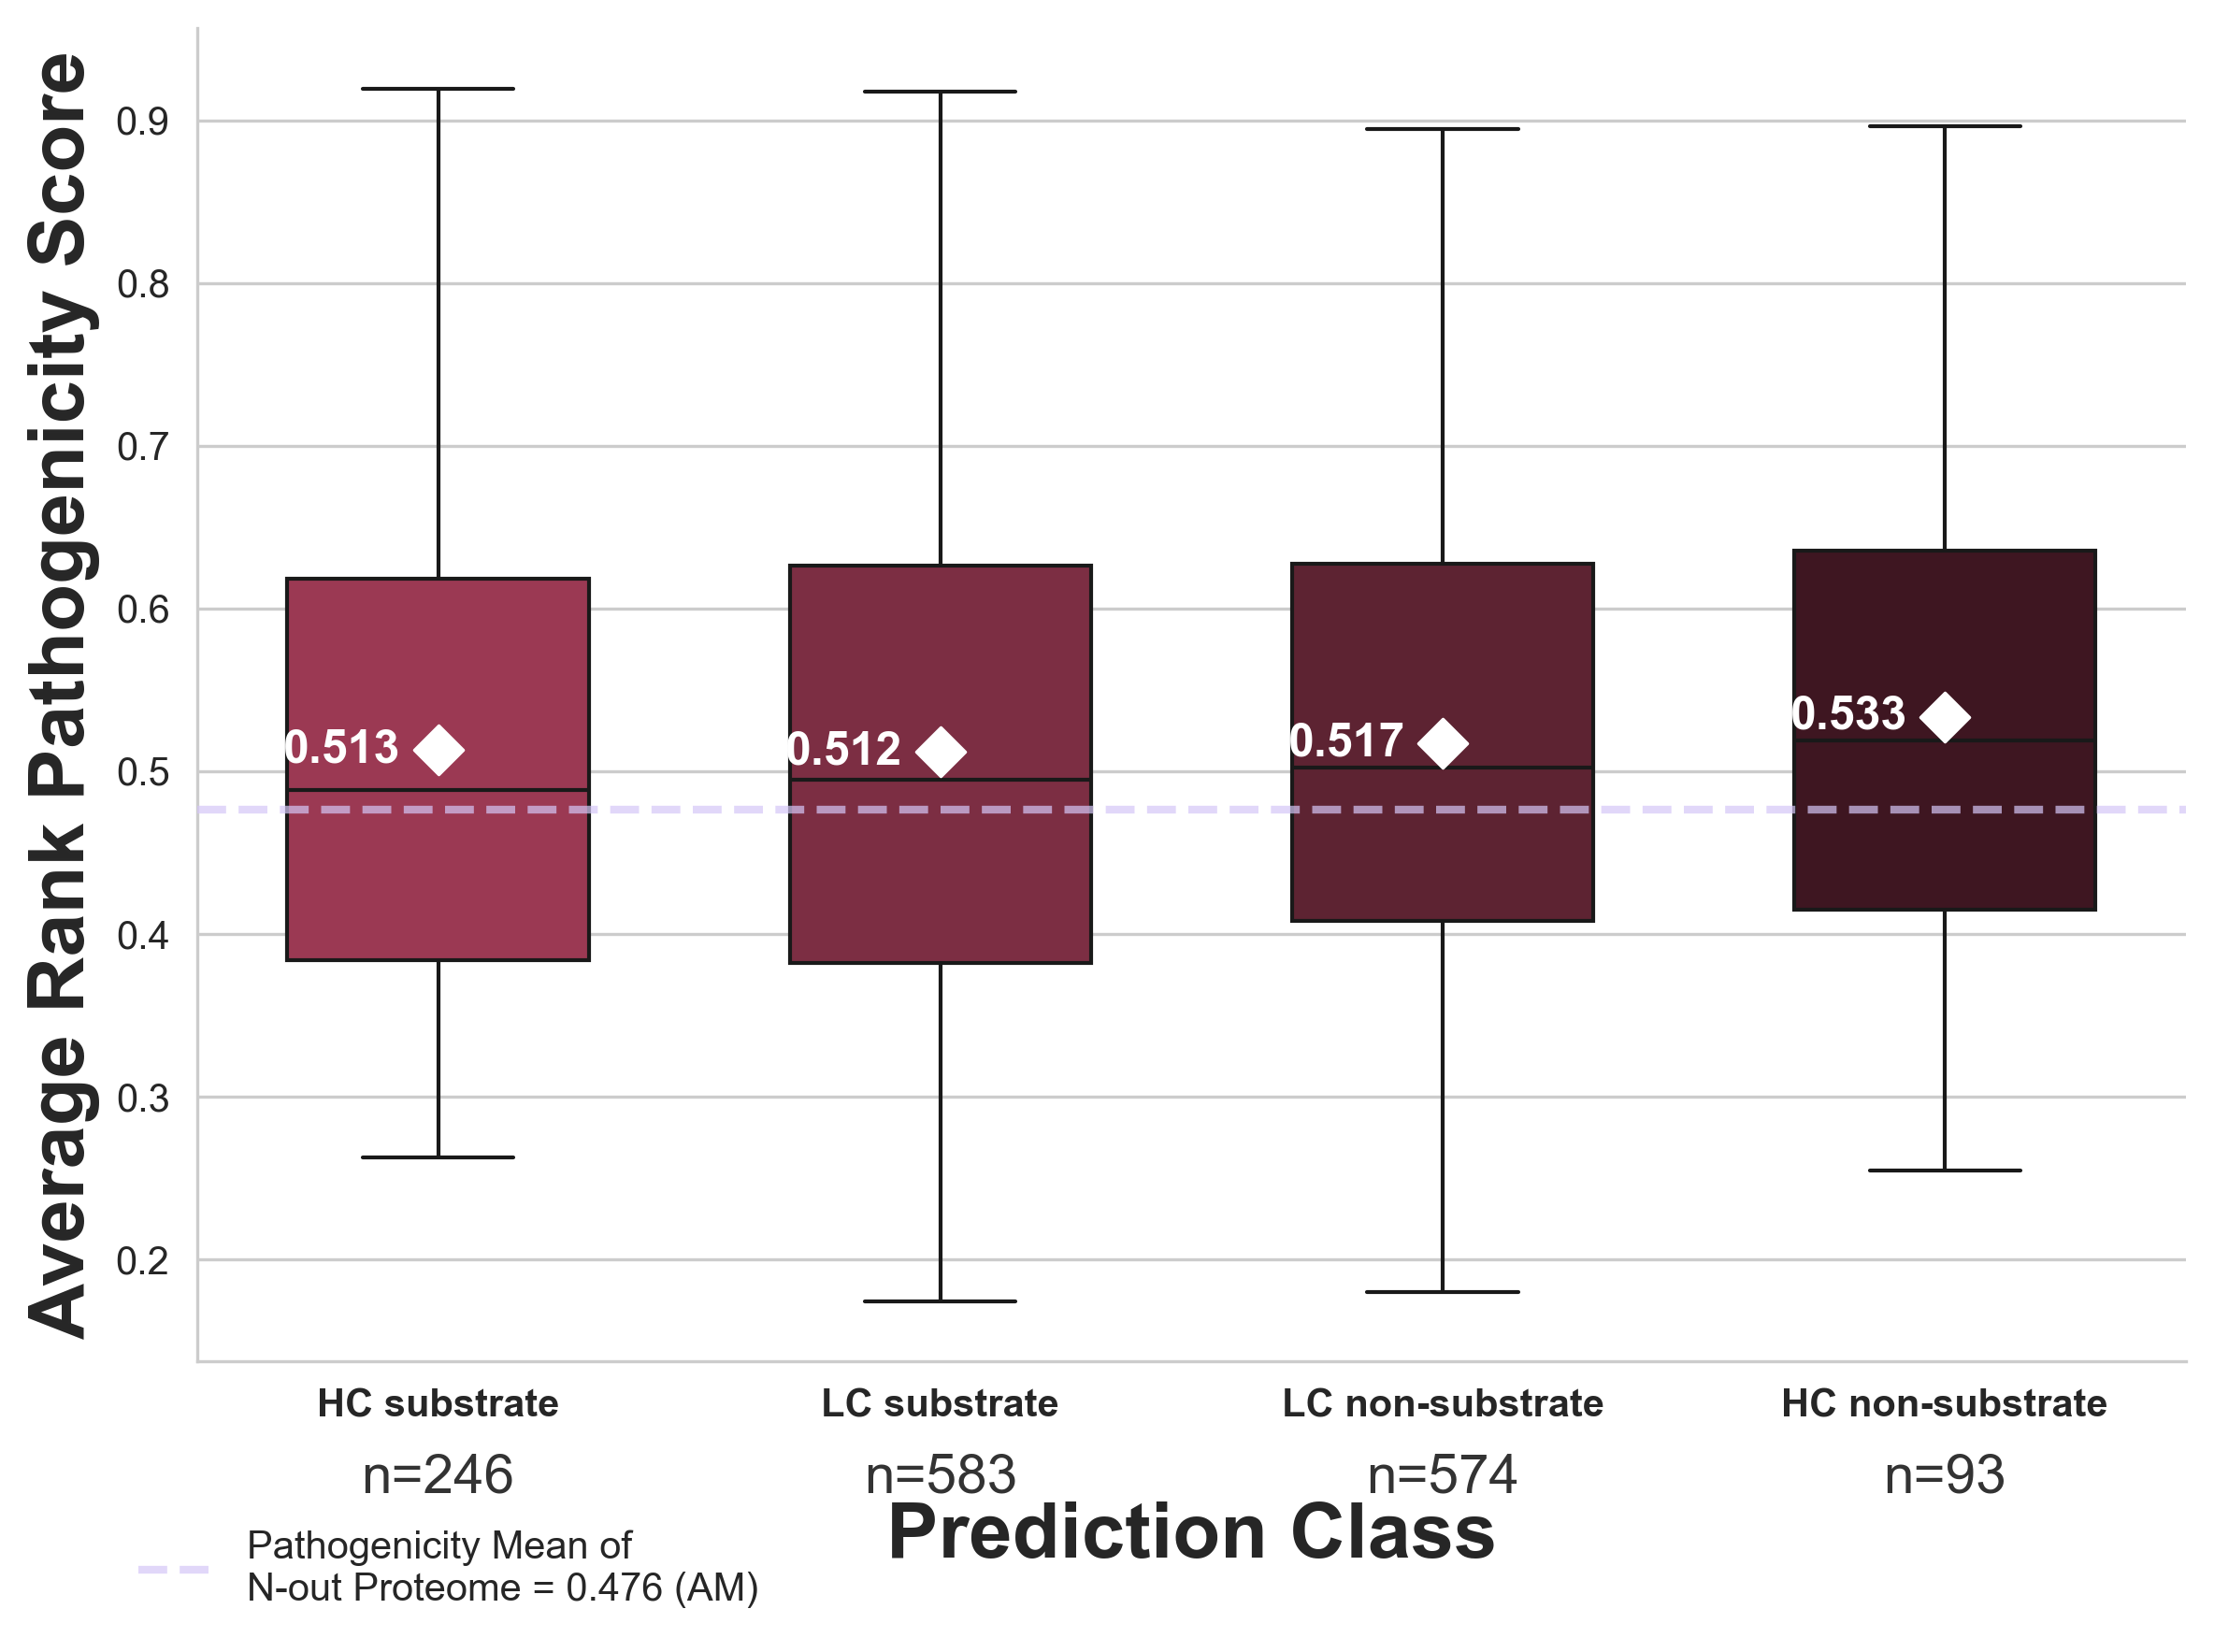 Average Rank Pathogenicity Score
0.9
0.8
0.7
0.6
0.5
0.4
0.3
0.2
0.513
0.512
0.517
0.533
HC substrate
LC substrate
LC non-substrate
HC non-substrate
n=246
n=583
n=574
n=93
Prediction Class
Pathogenicity Mean of
N-out Proteome = 0.476 (AM)